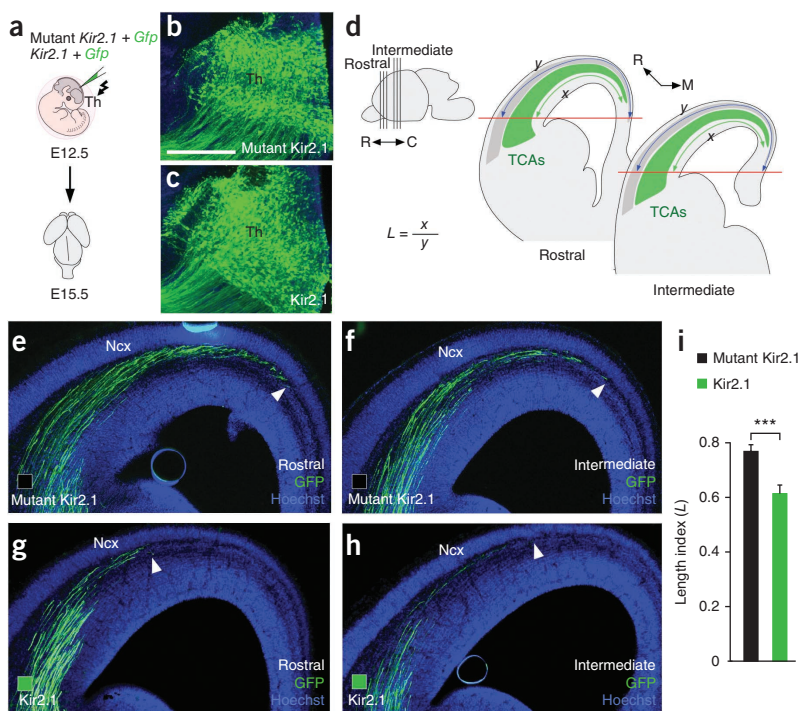 a
Mutant Kir2.1 + Gfp
Kir2.1 + Gfp
Th
E12.5
E15.5
b
Th
Mutant Kir2.1
c
Th
Kir2.1
d
Intermediate
Rostral
R C
L = x / y
y
x
TCAs
Rostral
R
M
y
x
TCAs
Intermediate
e
Ncx
Rostral
GFP
Mutant Kir2.1 Hoechst
f
Ncx
Intermediate
GFP
Mutant Kir2.1 Hoechst
g
Ncx
Rostral
GFP
Kir2.1 Hoechst
h
Ncx
Intermediate
GFP
Kir2.1 Hoechst
i
Mutant Kir2.1
Kir2.1
***
0.8
0.6
0.4
0.2
0
Length index (L)